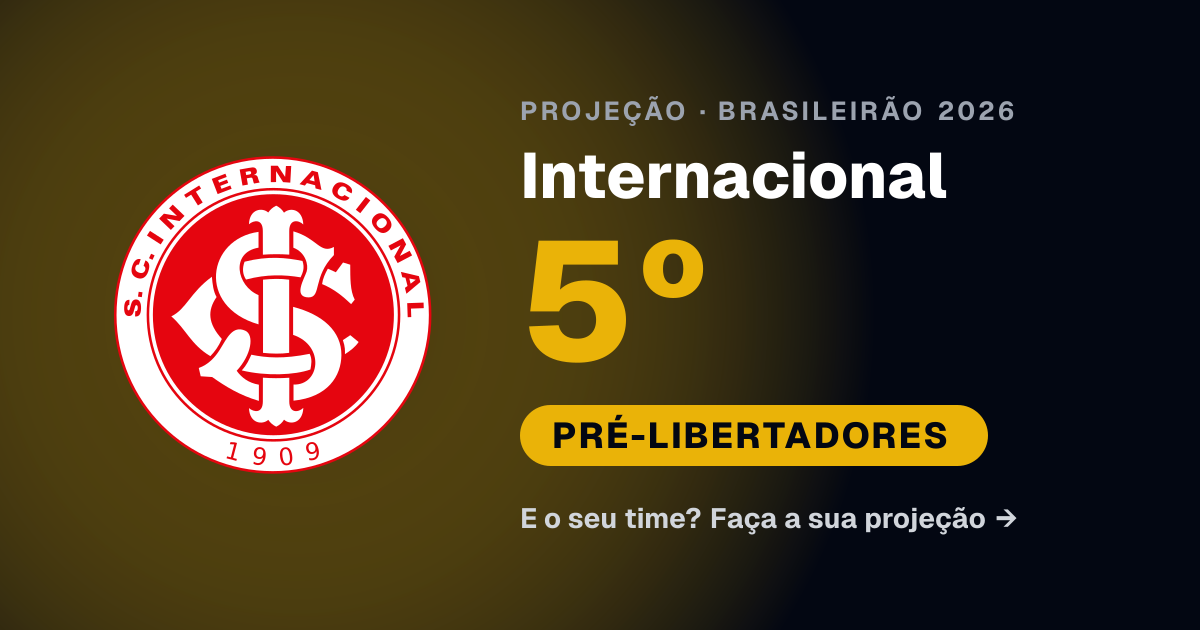 S. C. INTERNACIONAL
1909
PROJEÇÃO · BRASILEIRÃO 2026
Internacional
5º
PRÉ-LIBERTADORES
E o seu time? Faça a sua projeção →